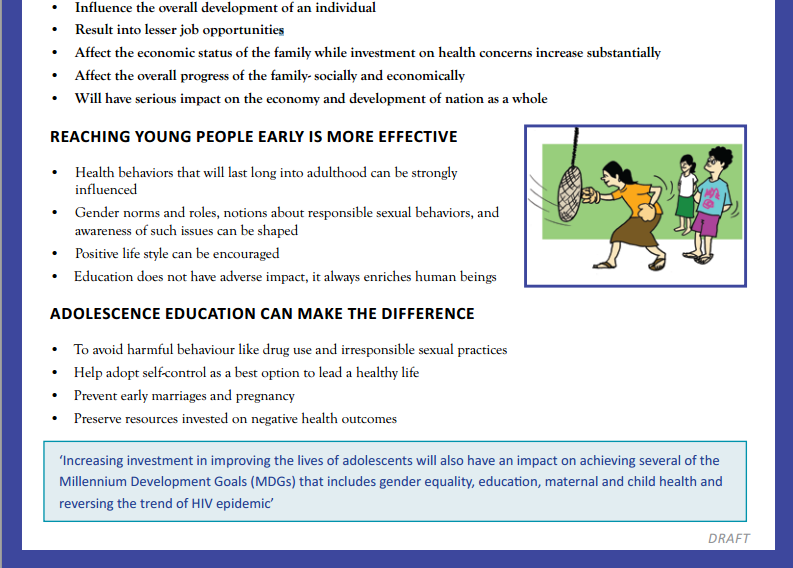 • Influence the overall development of an individual
• Result into lesser job opportunities
• Affect the economic status of the family while investment on health concerns increase substantially
• Affect the overall progress of the family- socially and economically
• Will have serious impact on the economy and development of nation as a whole
REACHING YOUNG PEOPLE EARLY IS MORE EFFECTIVE
• Health behaviors that will last long into adulthood can be strongly
influenced
• Gender norms and roles, notions about responsible sexual behaviors, and
awareness of such issues can be shaped
• Positive life style can be encouraged
• Education does not have adverse impact, it always enriches human beings
ADOLESCENCE EDUCATION CAN MAKE THE DIFFERENCE
• To avoid harmful behaviour like drug use and irresponsible sexual practices
• Help adopt self-control as a best option to lead a healthy life
• Prevent early marriages and pregnancy
• Preserve resources invested on negative health outcomes
‘Increasing investment in improving the lives of adolescents will also have an impact on achieving several of the
Millennium Development Goals (MDGs) that includes gender equality, education, maternal and child health and
reversing the trend of HIV epidemic’
DRAFT